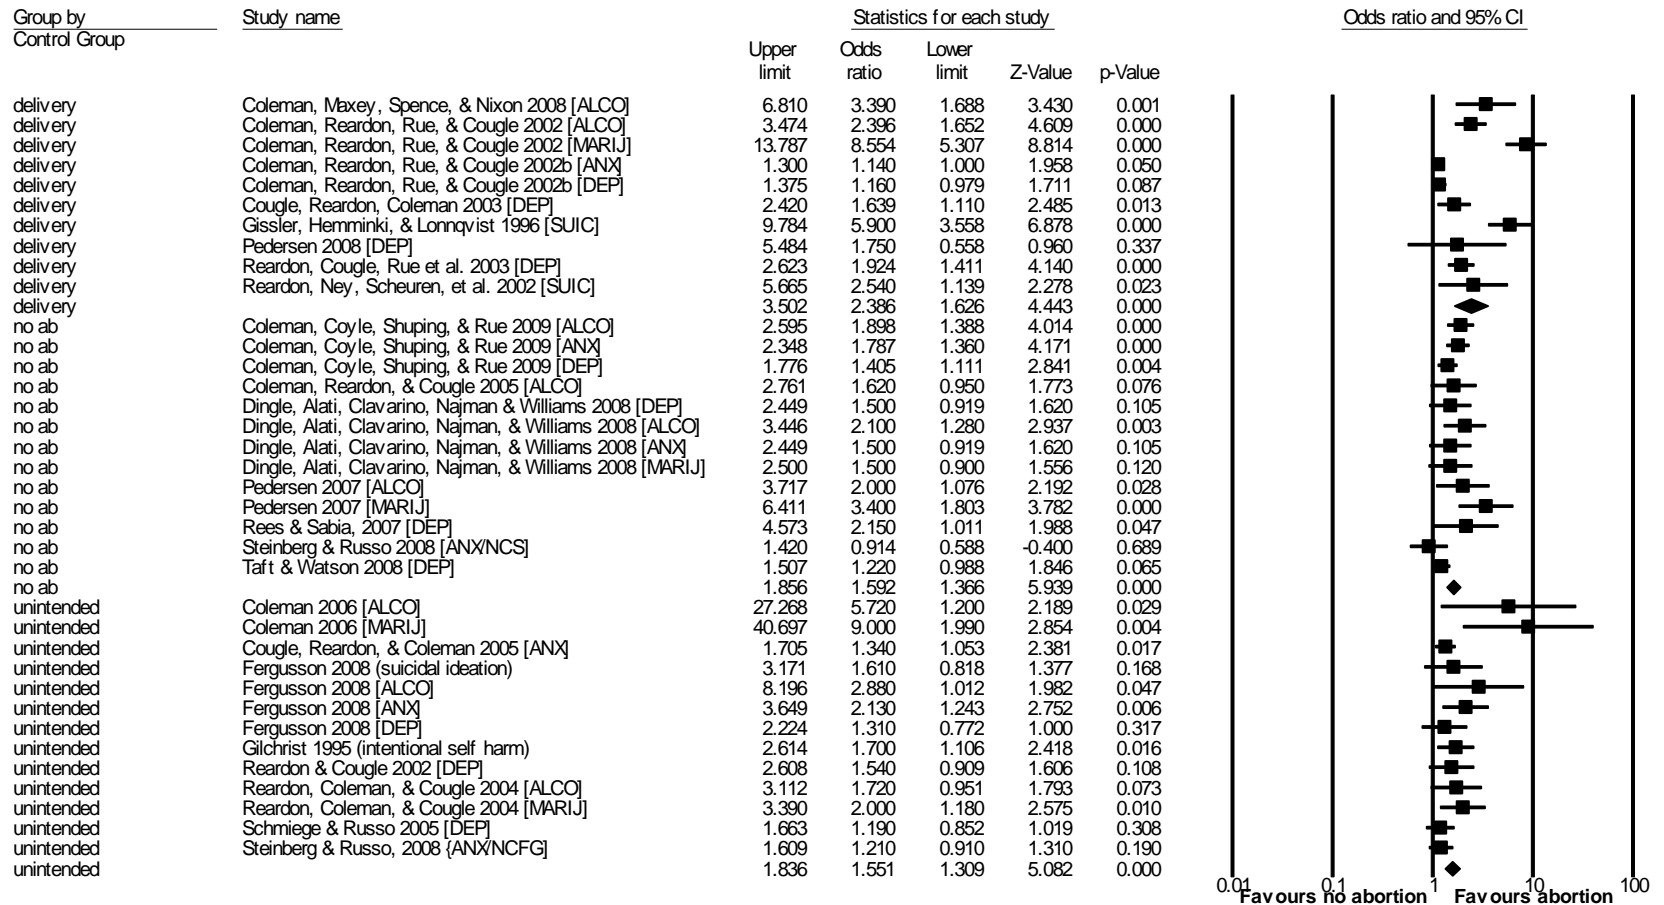 Group by Study name Statistics for each study Odds ratio and 95% CI
Control Group
Upper Odds Lower
limit ratio limit Z-Value p-Value
delivery Coleman, Maxey, Spence, & Nixon 2008 [ALCO] 6.810 3.390 1.688 3.430 0.001
delivery Coleman, Reardon, Rue, & Cougle 2002 [ALCO] 3.474 2.396 1.652 4.609 0.000
delivery Coleman, Reardon, Rue, & Cougle 2002 [MARIJ] 13.787 8.554 5.307 8.814 0.000
delivery Coleman, Reardon, Rue, & Cougle 2002b [ANX] 1.300 1.140 1.000 1.958 0.050
delivery Coleman, Reardon, Rue, & Cougle 2002b [DEP] 1.375 1.160 0.979 1.711 0.087
delivery Cougle, Reardon, Coleman 2003 [DEP] 2.420 1.639 1.110 2.485 0.013
delivery Gissler, Hemminki, & Lonnqvist 1996 [SUIC] 9.784 5.900 3.558 6.878 0.000
delivery Pedersen 2008 [DEP] 5.484 1.750 0.558 0.960 0.337
delivery Reardon, Cougle, Rue et al. 2003 [DEP] 2.623 1.924 1.411 4.140 0.000
delivery Reardon, Ney, Scheuren, et al. 2002 [SUIC] 5.665 2.540 1.139 2.278 0.023
delivery 3.502 2.386 1.626 4.443 0.000
no ab Coleman, Coyle, Shuping, & Rue 2009 [ALCO] 2.595 1.898 1.388 4.014 0.000
no ab Coleman, Coyle, Shuping, & Rue 2009 [ANX] 2.348 1.787 1.360 4.171 0.000
no ab Coleman, Coyle, Shuping, & Rue 2009 [DEP] 1.776 1.405 1.111 2.841 0.004
no ab Coleman, Reardon, & Cougle 2005 [ALCO] 2.761 1.620 0.950 1.773 0.076
no ab Dingle, Alati, Clavarino, Najman & Williams 2008 [DEP] 2.449 1.500 0.919 1.620 0.105
no ab Dingle, Alati, Clavarino, Najman, & Williams 2008 [ALCO] 3.446 2.100 1.280 2.937 0.003
no ab Dingle, Alati, Clavarino, Najman, & Williams 2008 [ANX] 2.449 1.500 0.919 1.620 0.105
no ab Dingle, Alati, Clavarino, Najman, & Williams 2008 [MARIJ] 2.500 1.500 0.900 1.556 0.120
no ab Pedersen 2007 [ALCO] 3.717 2.000 1.076 2.192 0.028
no ab Pedersen 2007 [MARIJ] 6.411 3.400 1.803 3.782 0.000
no ab Rees & Sabia, 2007 [DEP] 4.573 2.150 1.011 1.988 0.047
no ab Steinberg & Russo 2008 [ANX/NCS] 1.420 0.914 0.588 -0.400 0.689
no ab Taft & Watson 2008 [DEP] 1.507 1.220 0.988 1.846 0.065
no ab 1.856 1.592 1.366 5.939 0.000
unintended Coleman 2006 [ALCO] 27.268 5.720 1.200 2.189 0.029
unintended Coleman 2006 [MARIJ] 40.697 9.000 1.990 2.854 0.004
unintended Cougle, Reardon, & Coleman 2005 [ANX] 1.705 1.340 1.053 2.381 0.017
unintended Fergusson 2008 (suicidal ideation) 3.171 1.610 0.818 1.377 0.168
unintended Fergusson 2008 [ALCO] 8.196 2.880 1.012 1.982 0.047
unintended Fergusson 2008 [ANX] 3.649 2.130 1.243 2.752 0.006
unintended Fergusson 2008 [DEP] 2.224 1.310 0.772 1.000 0.317
unintended Gilchrist 1995 (intentional self harm) 2.614 1.700 1.106 2.418 0.016
unintended Reardon & Cougle 2002 [DEP] 2.608 1.540 0.909 1.606 0.108
unintended Reardon, Coleman, & Cougle 2004 [ALCO] 3.112 1.720 0.951 1.793 0.073
unintended Reardon, Coleman, & Cougle 2004 [MARIJ] 3.390 2.000 1.180 2.575 0.010
unintended Schmiege & Russo 2005 [DEP] 1.663 1.190 0.852 1.019 0.308
unintended Steinberg & Russo, 2008 {ANX/NCFG] 1.609 1.210 0.910 1.310 0.190
unintended 1.836 1.551 1.309 5.082 0.000
0.01 0.1 1 10 100
Favours no abortion Favours abortion